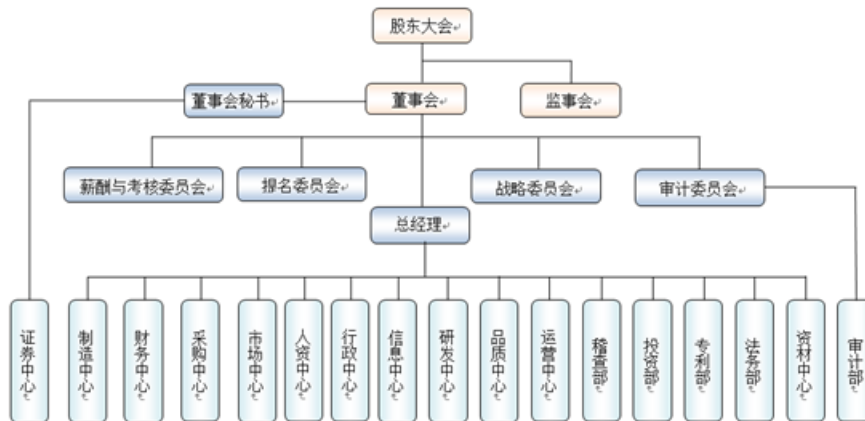 股东大会
董事会秘书
董事会
监事会
薪酬与考核委员会
提名委员会
战略委员会
审计委员会
总经理
证券中心
制造中心
财务中心
采购中心
市场中心
人资中心
行政中心
信息中心
研发中心
品质中心
运营中心
稽查部
投资部
专利部
法务部
资材中心
审计部